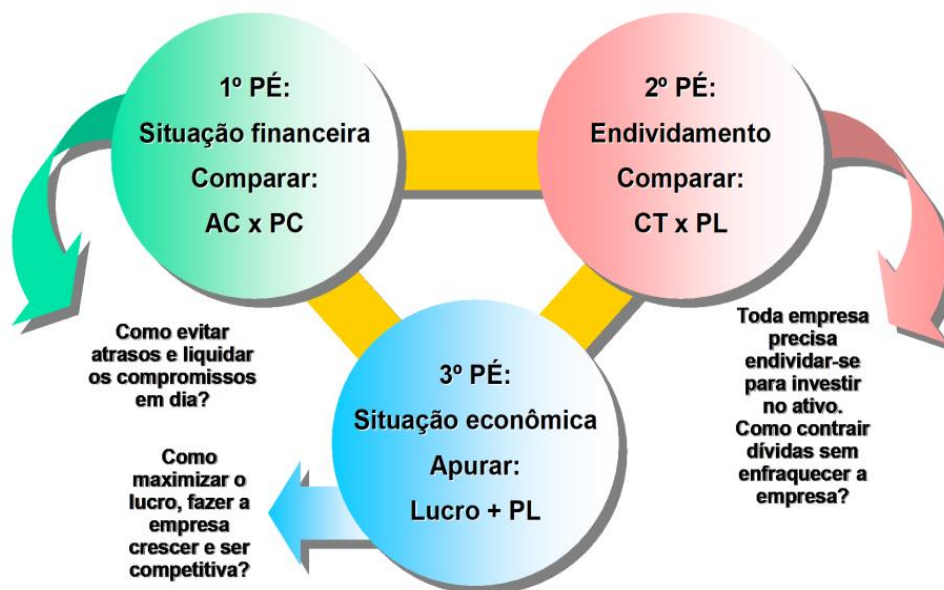 1º PÉ:
Situação financeira
Comparar:
AC x PC
2º PÉ:
Endividamento
Comparar:
CT x PL
Como evitar
atrasos e liquidar
os compromissos
em dia?
Toda empresa
precisa
endividar-se
para investir
no ativo.
Como contrair
dívidas sem
enfraquecer a
empresa?
3º PÉ:
Situação econômica
Apurar:
Lucro + PL
Como
maximizar o
lucro, fazer a
empresa
crescer e ser
competitiva?